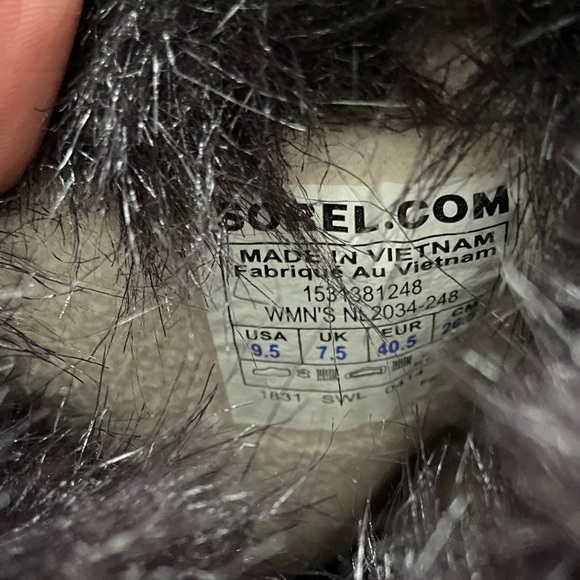 SOREL.COM
MADE IN VIETNAM
Fabriqué Au Vietnam
1531381248
WMN'S NL2034-248
USA UK EUR CM
9.5 7.5 40.5
1831 SWL